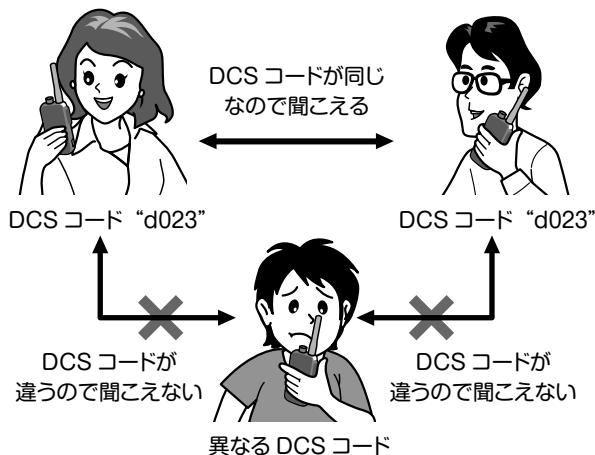 DCS コードが同じ
なので聞こえる
DCS コード “d023”
DCS コード “d023”
DCS コードが
違うので聞こえない
DCS コードが
違うので聞こえない
異なる DCS コード